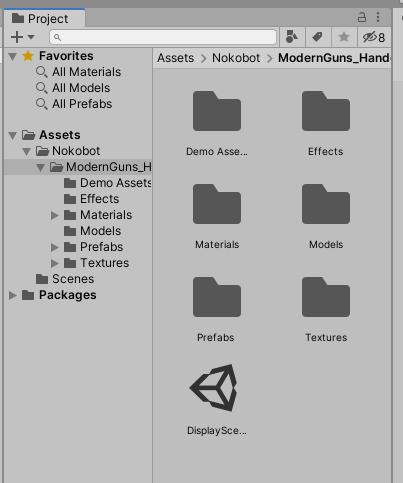 Project
8
Favorites
All Materials
All Models
All Prefabs
Assets
Nokobot
ModernGuns_H
Demo Assets
Effects
Materials
Models
Prefabs
Textures
Scenes
Packages
Assets > Nokobot > ModernGuns_Hand
Demo Asse...
Effects
Materials
Models
Prefabs
Textures
DisplaySce...